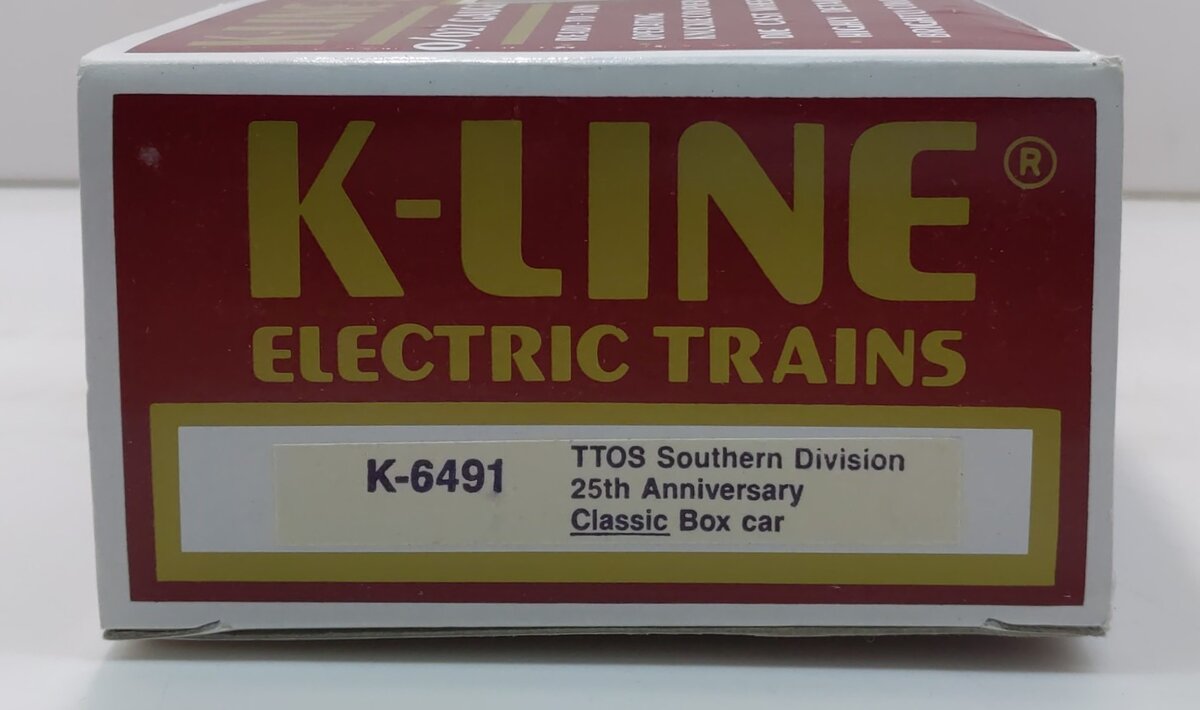 K-LINE®
ELECTRIC TRAINS
K-6491
TTOS Southern Division
25th Anniversary
Classic Box car